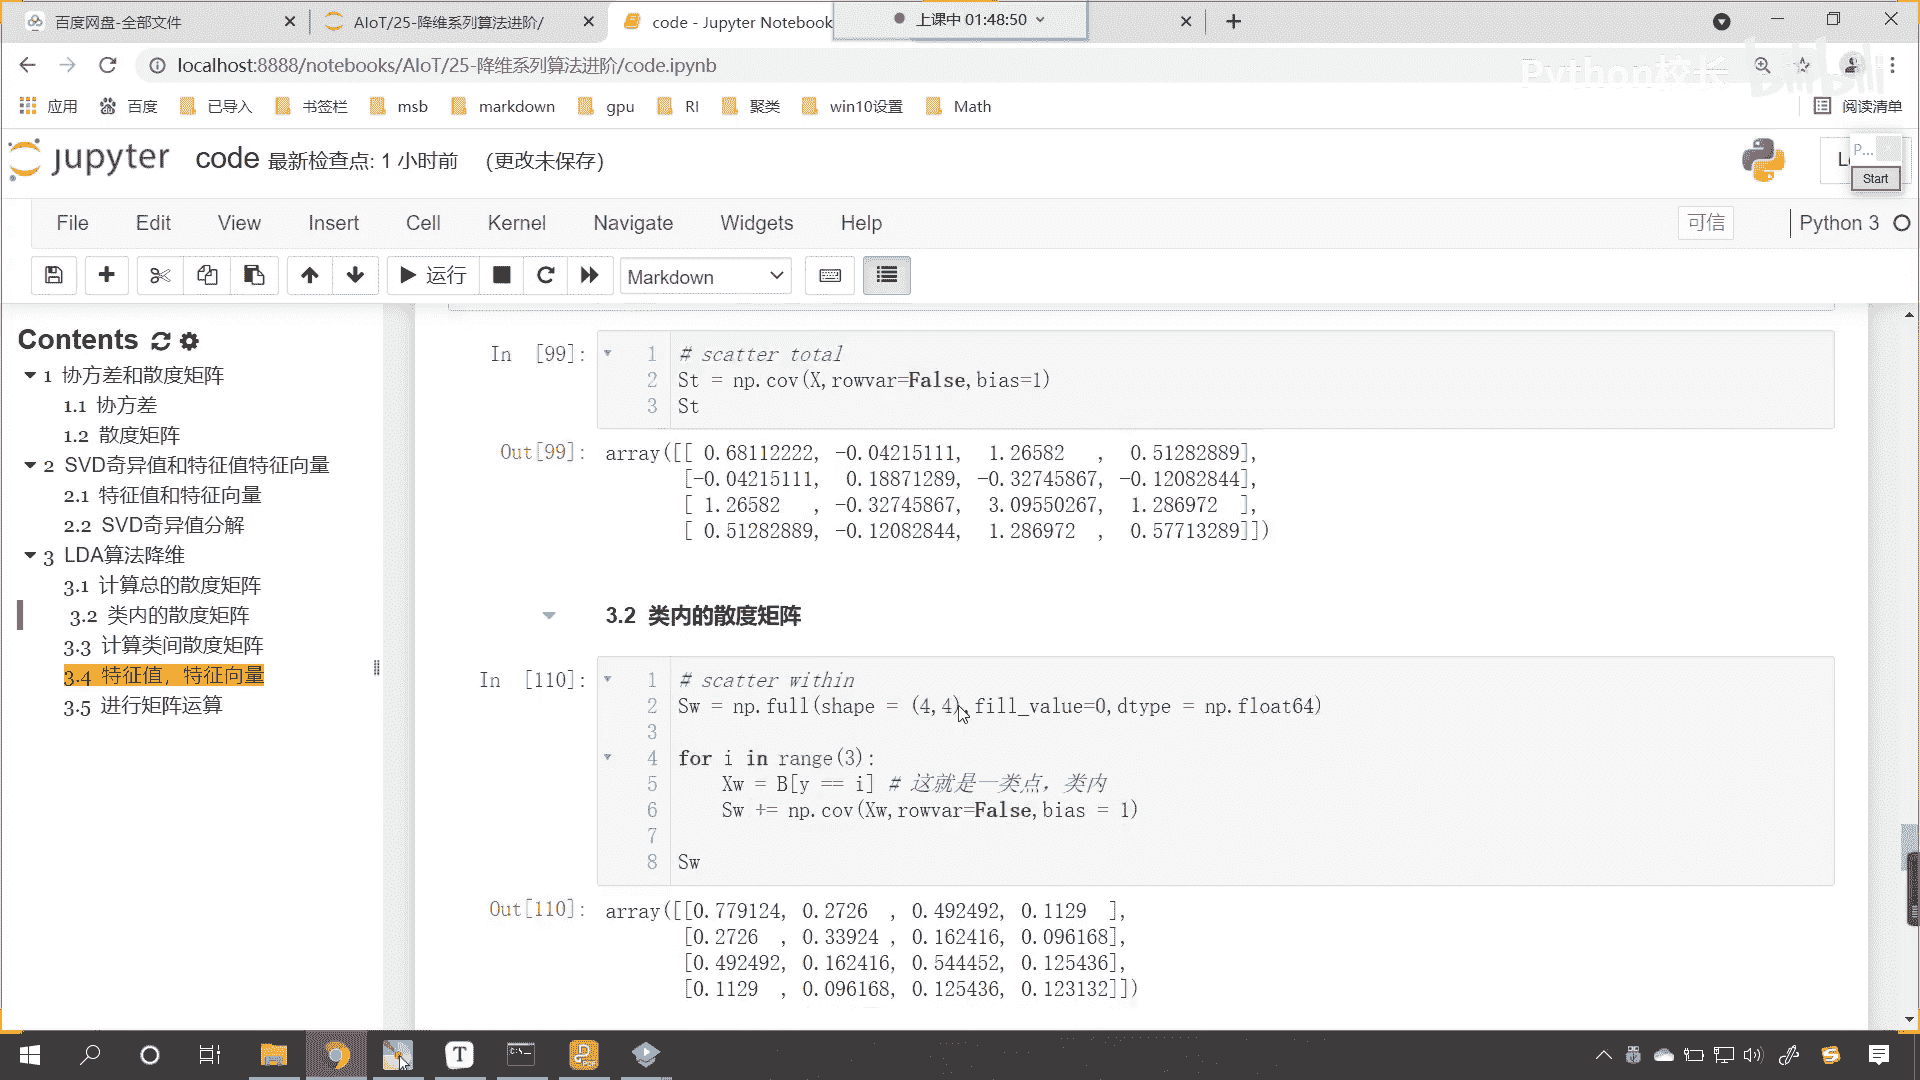 百度网盘-全部文件
AIoT/25-降维系列算法进阶/
code - Jupyter Notebook
上课中 01:48:50
localhost:8888/notebooks/AIoT/25-降维系列算法进阶/code.ipynb
Python校长
bilibili
应用 百度 已导入 书签栏 msb markdown gpu RI 聚类 win10设置 Math 阅读清单
jupyter code 最新检查点: 1 小时前 (更改未保存)
P...
Start
File Edit View Insert Cell Kernel Navigate Widgets Help 可信 Python 3
运行 Markdown
Contents
1 协方差和散度矩阵
1.1 协方差
1.2 散度矩阵
2 SVD奇异值和特征值特征向量
2.1 特征值和特征向量
2.2 SVD奇异值分解
3 LDA算法降维
3.1 计算总的散度矩阵
3.2 类内的散度矩阵
3.3 计算类间散度矩阵
3.4 特征值，特征向量
3.5 进行矩阵运算
In [99]:
1 # scatter total
2 St = np.cov(X,rowvar=False,bias=1)
3 St
Out[99]: array([[ 0.68112222, -0.04215111, 1.26582 , 0.51282889],
[-0.04215111, 0.18871289, -0.32745867, -0.12082844],
[ 1.26582 , -0.32745867, 3.09550267, 1.286972 ],
[ 0.51282889, -0.12082844, 1.286972 , 0.57713289]])
3.2 类内的散度矩阵
In [110]:
1 # scatter within
2 Sw = np.full(shape = (4,4),fill_value=0,dtype = np.float64)
3
4 for i in range(3):
5 Xw = B[y == i] # 这就是一类点，类内
6 Sw += np.cov(Xw,rowvar=False,bias = 1)
7
8 Sw
Out[110]: array([[0.779124, 0.2726 , 0.492492, 0.1129 ],
[0.2726 , 0.33924 , 0.162416, 0.096168],
[0.492492, 0.162416, 0.544452, 0.125436],
[0.1129 , 0.096168, 0.125436, 0.123132]])